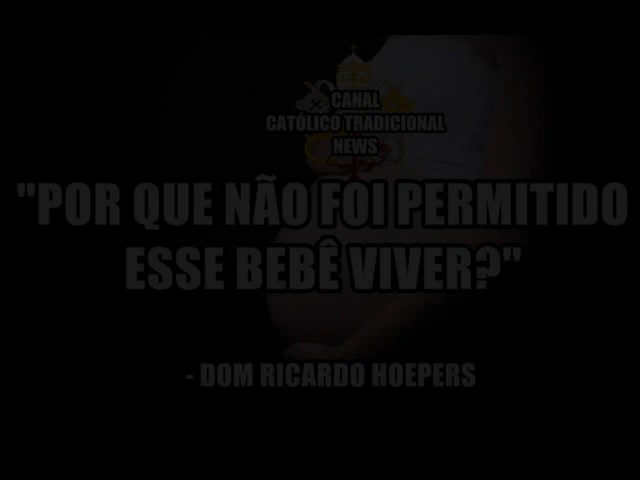 CANAL
CATÓLICO TRADICIONAL
NEWS
"POR QUE NÃO FOI PERMITIDO
ESSE BEBÊ VIVER?"
- DOM RICARDO HOEPERS